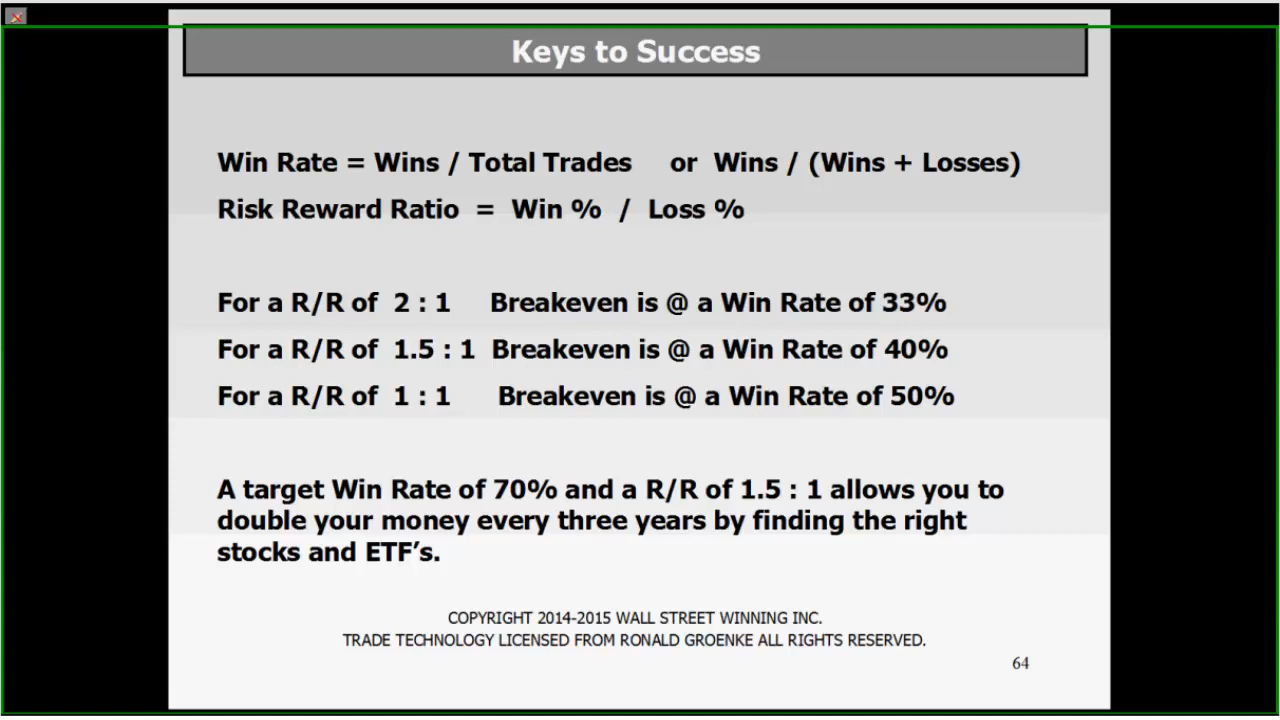 Keys to Success
Win Rate = Wins / Total Trades or Wins / (Wins + Losses)
Risk Reward Ratio = Win % / Loss %
For a R/R of 2 : 1 Breakeven is @ a Win Rate of 33%
For a R/R of 1.5 : 1 Breakeven is @ a Win Rate of 40%
For a R/R of 1 : 1 Breakeven is @ a Win Rate of 50%
A target Win Rate of 70% and a R/R of 1.5 : 1 allows you to
double your money every three years by finding the right
stocks and ETF’s.
COPYRIGHT 2014-2015 WALL STREET WINNING INC.
TRADE TECHNOLOGY LICENSED FROM RONALD GROENKE ALL RIGHTS RESERVED.
64